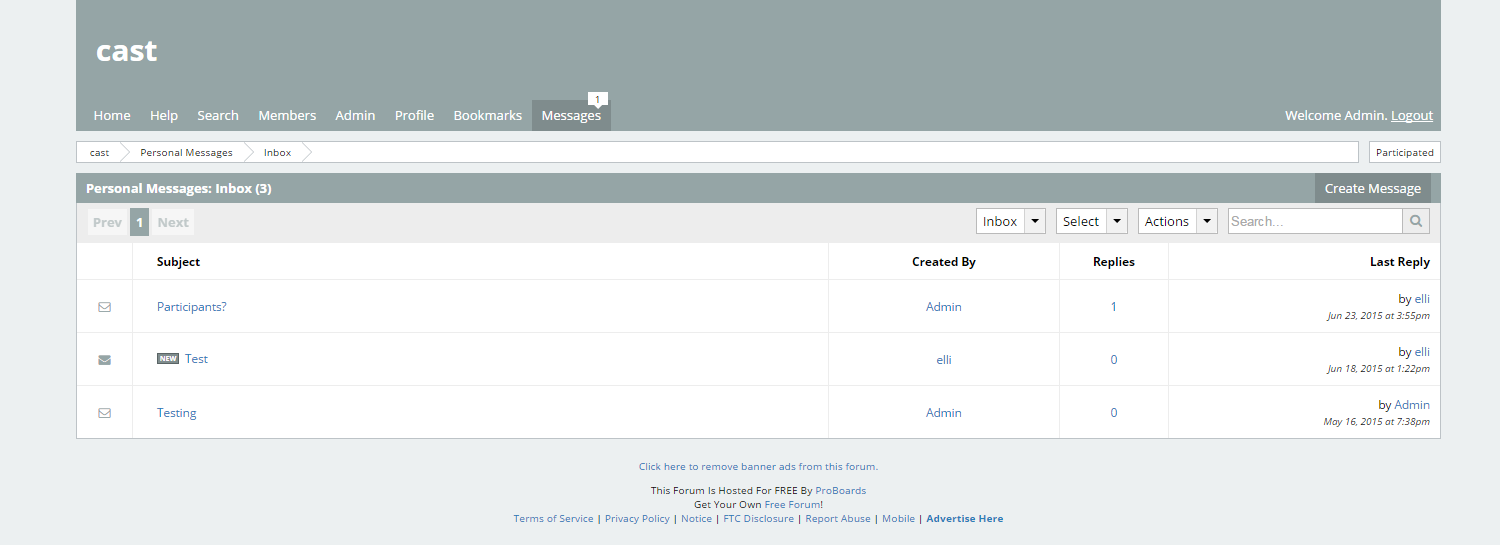 cast
1
Home Help Search Members Admin Profile Bookmarks Messages Welcome Admin. Logout
cast Personal Messages Inbox Participated
Personal Messages: Inbox (3) Create Message
Prev 1 Next Inbox Select Actions Search...
Subject Created By Replies Last Reply
Participants? Admin 1 by elli
Jun 23, 2015 at 3:55pm
NEW Test elli 0 by elli
Jun 18, 2015 at 1:22pm
Testing Admin 0 by Admin
May 16, 2015 at 7:38pm
Click here to remove banner ads from this forum.
This Forum Is Hosted For FREE By ProBoards
Get Your Own Free Forum!
Terms of Service | Privacy Policy | Notice | FTC Disclosure | Report Abuse | Mobile | Advertise Here